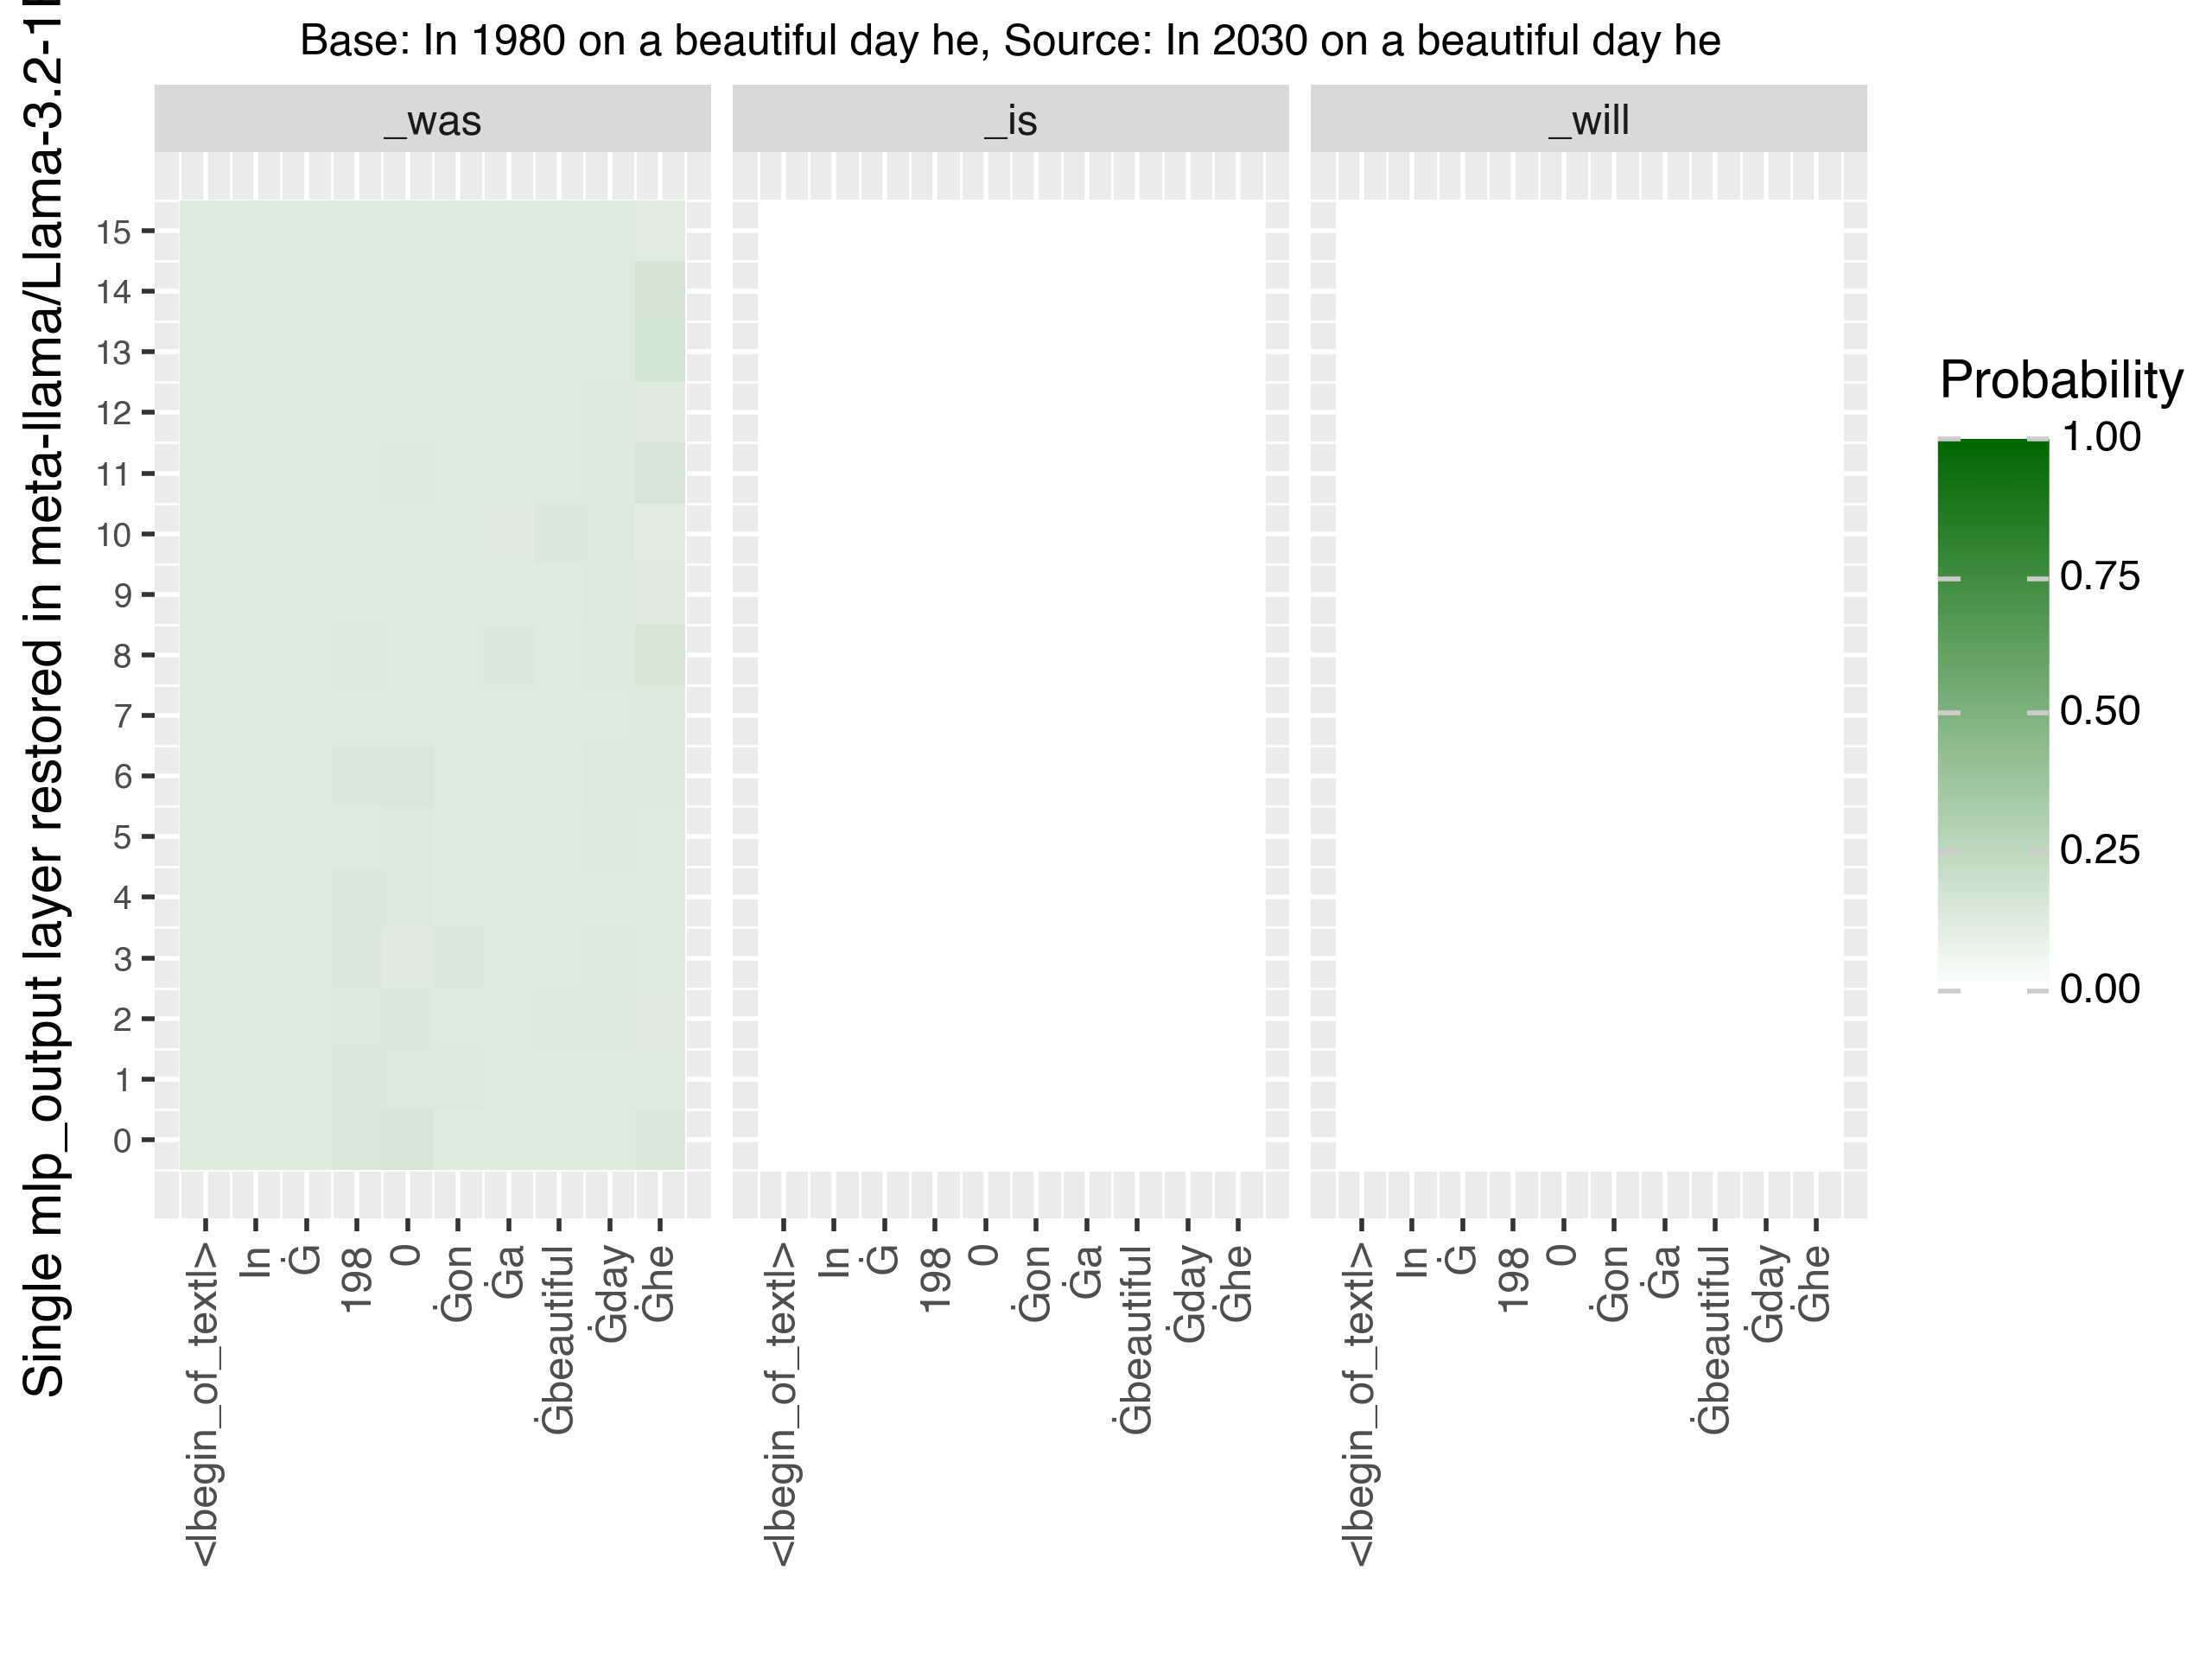 Base: In 1980 on a beautiful day he, Source: In 2030 on a beautiful day he
_was
_is
_will
Single mlp_output layer restored in meta-llama/Llama-3.2-1
15
14
13
12
11
10
9
8
7
6
5
4
3
2
1
0
<|begin_of_text|>
In
Ġ
198
0
Ġon
Ġa
Ġbeautiful
Ġday
Ġhe
<|begin_of_text|>
In
Ġ
198
0
Ġon
Ġa
Ġbeautiful
Ġday
Ġhe
<|begin_of_text|>
In
Ġ
198
0
Ġon
Ġa
Ġbeautiful
Ġday
Ġhe
Probability
1.00
0.75
0.50
0.25
0.00